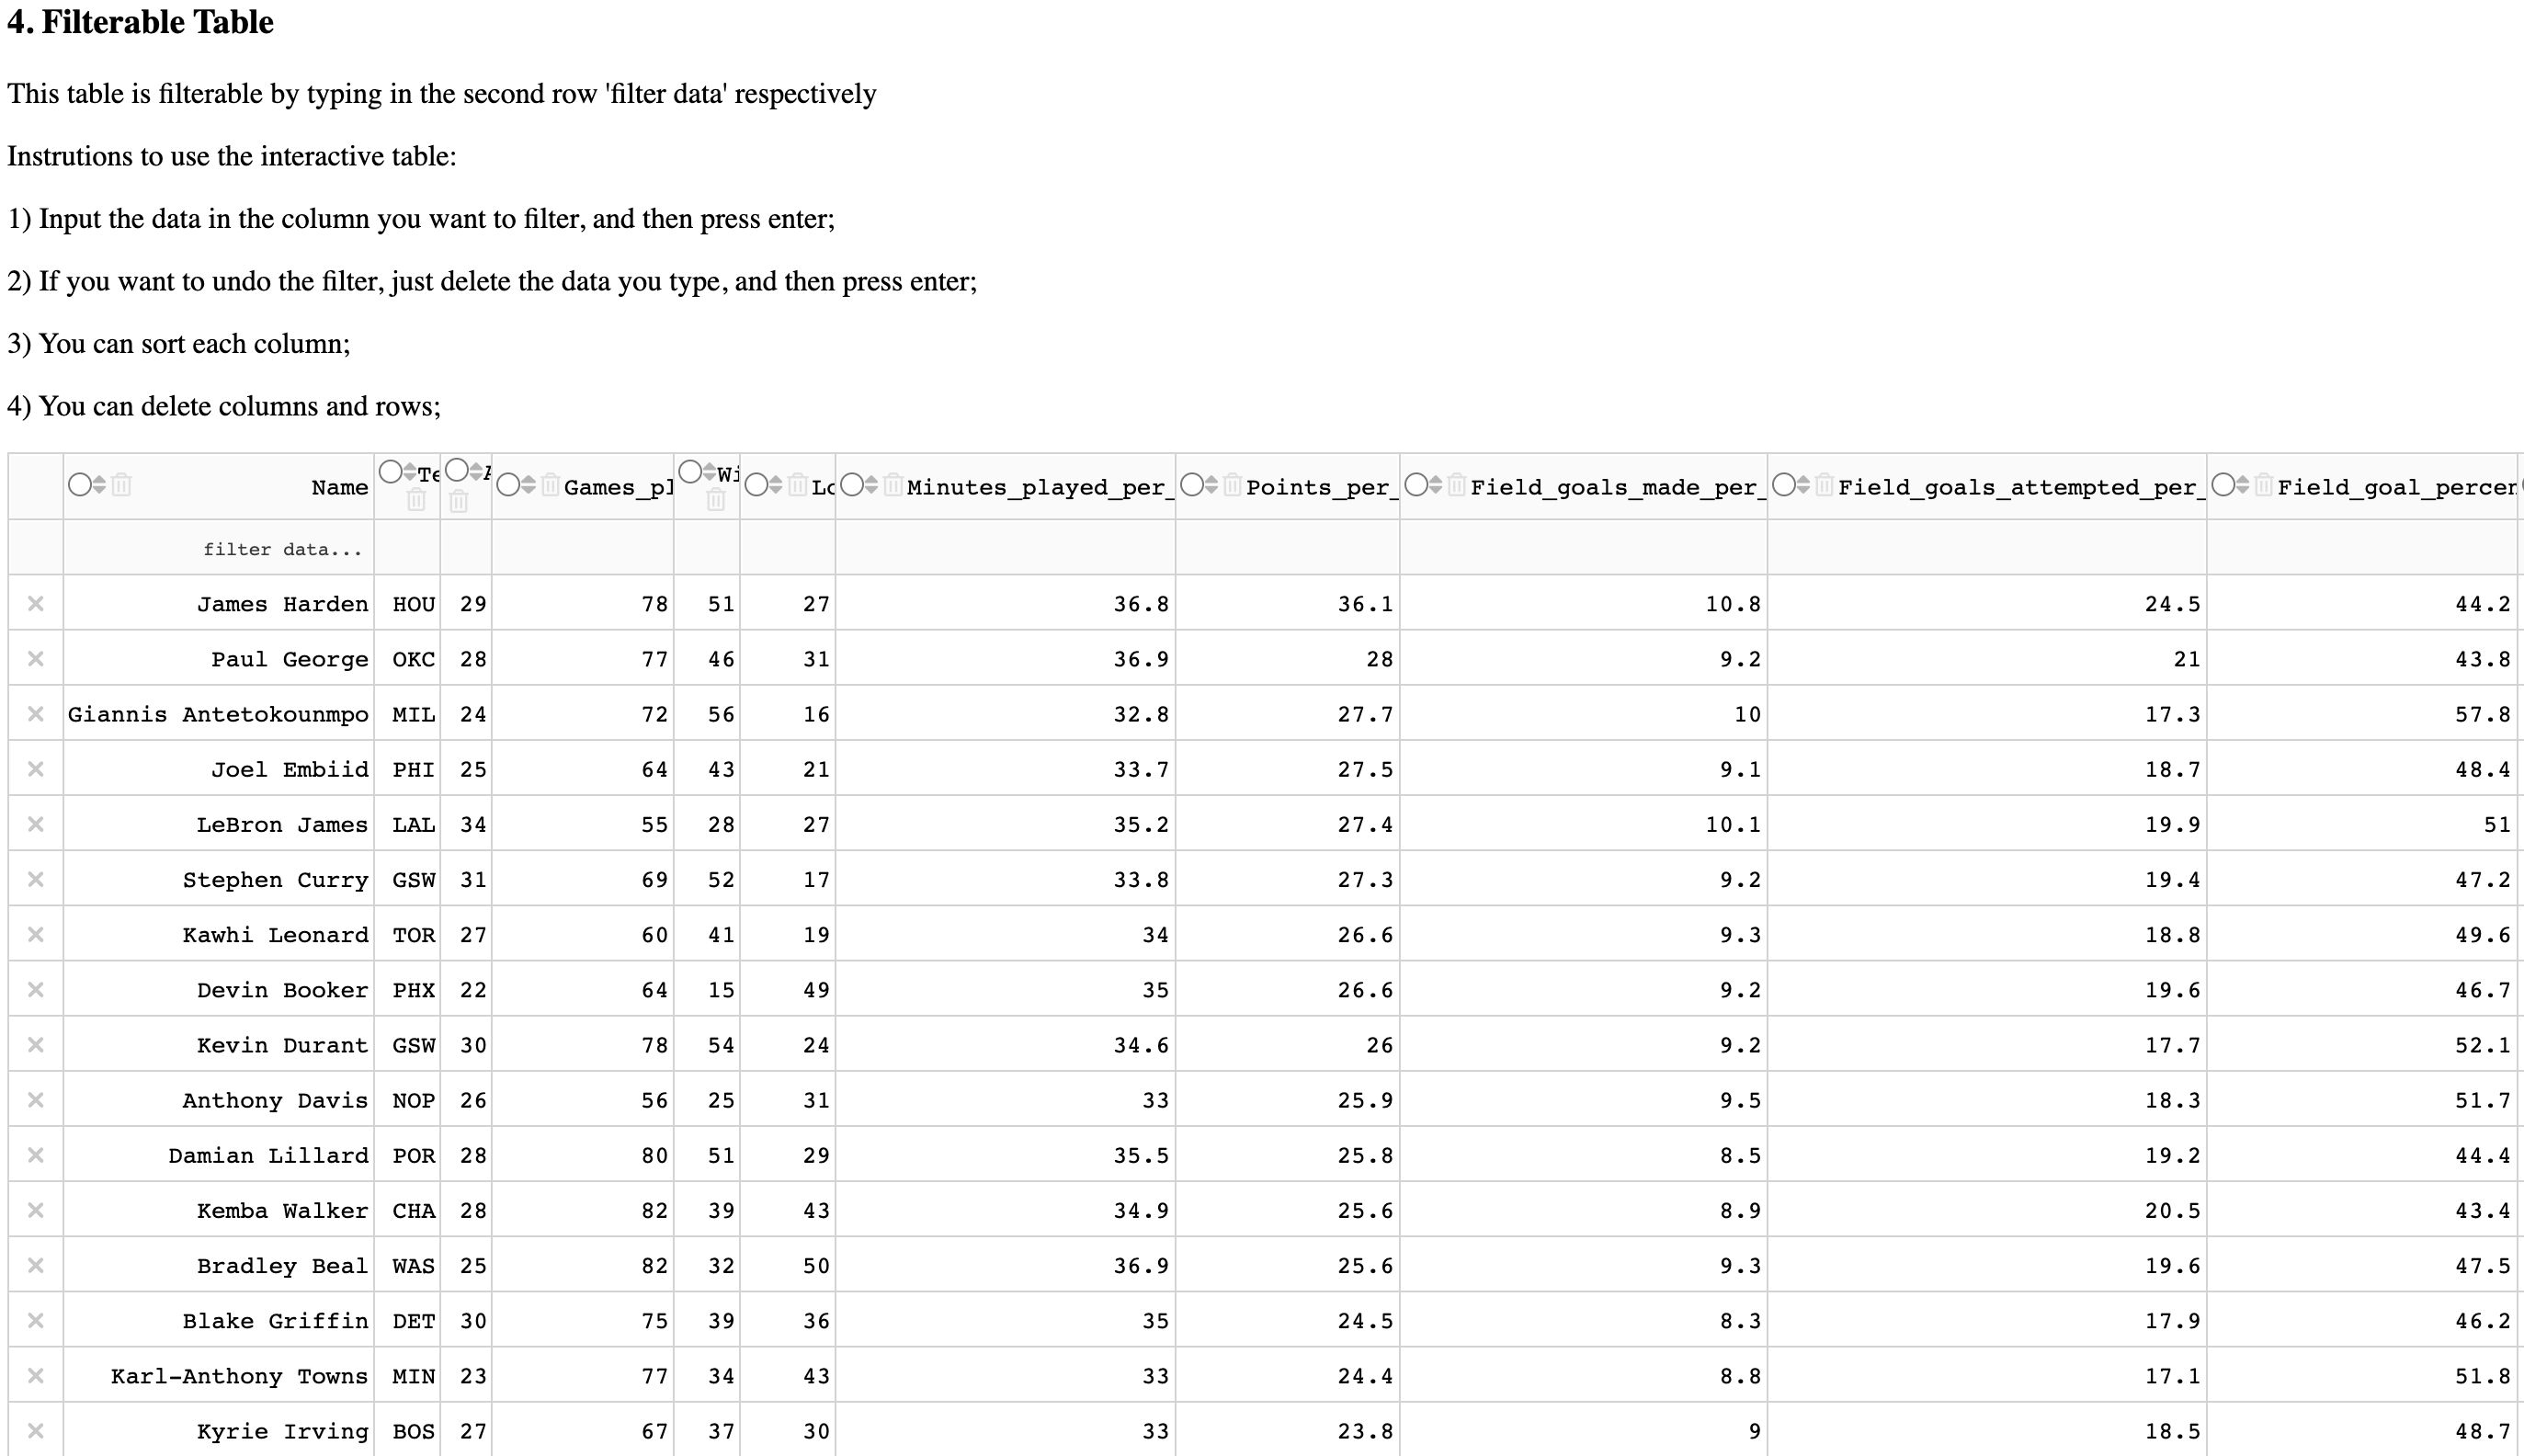 4. Filterable Table
This table is filterable by typing in the second row 'filter data' respectively
Instrutions to use the interactive table:
1) Input the data in the column you want to filter, and then press enter;
2) If you want to undo the filter, just delete the data you type, and then press enter;
3) You can sort each column;
4) You can delete columns and rows;
Name Te A Games_pl Wi Lo Minutes_played_per_ Points_per_ Field_goals_made_per_ Field_goals_attempted_per_ Field_goal_percen
filter data...
James Harden HOU 29 78 51 27 36.8 36.1 10.8 24.5 44.2
Paul George OKC 28 77 46 31 36.9 28 9.2 21 43.8
Giannis Antetokounmpo MIL 24 72 56 16 32.8 27.7 10 17.3 57.8
Joel Embiid PHI 25 64 43 21 33.7 27.5 9.1 18.7 48.4
LeBron James LAL 34 55 28 27 35.2 27.4 10.1 19.9 51
Stephen Curry GSW 31 69 52 17 33.8 27.3 9.2 19.4 47.2
Kawhi Leonard TOR 27 60 41 19 34 26.6 9.3 18.8 49.6
Devin Booker PHX 22 64 15 49 35 26.6 9.2 19.6 46.7
Kevin Durant GSW 30 78 54 24 34.6 26 9.2 17.7 52.1
Anthony Davis NOP 26 56 25 31 33 25.9 9.5 18.3 51.7
Damian Lillard POR 28 80 51 29 35.5 25.8 8.5 19.2 44.4
Kemba Walker CHA 28 82 39 43 34.9 25.6 8.9 20.5 43.4
Bradley Beal WAS 25 82 32 50 36.9 25.6 9.3 19.6 47.5
Blake Griffin DET 30 75 39 36 35 24.5 8.3 17.9 46.2
Karl-Anthony Towns MIN 23 77 34 43 33 24.4 8.8 17.1 51.8
Kyrie Irving BOS 27 67 37 30 33 23.8 9 18.5 48.7